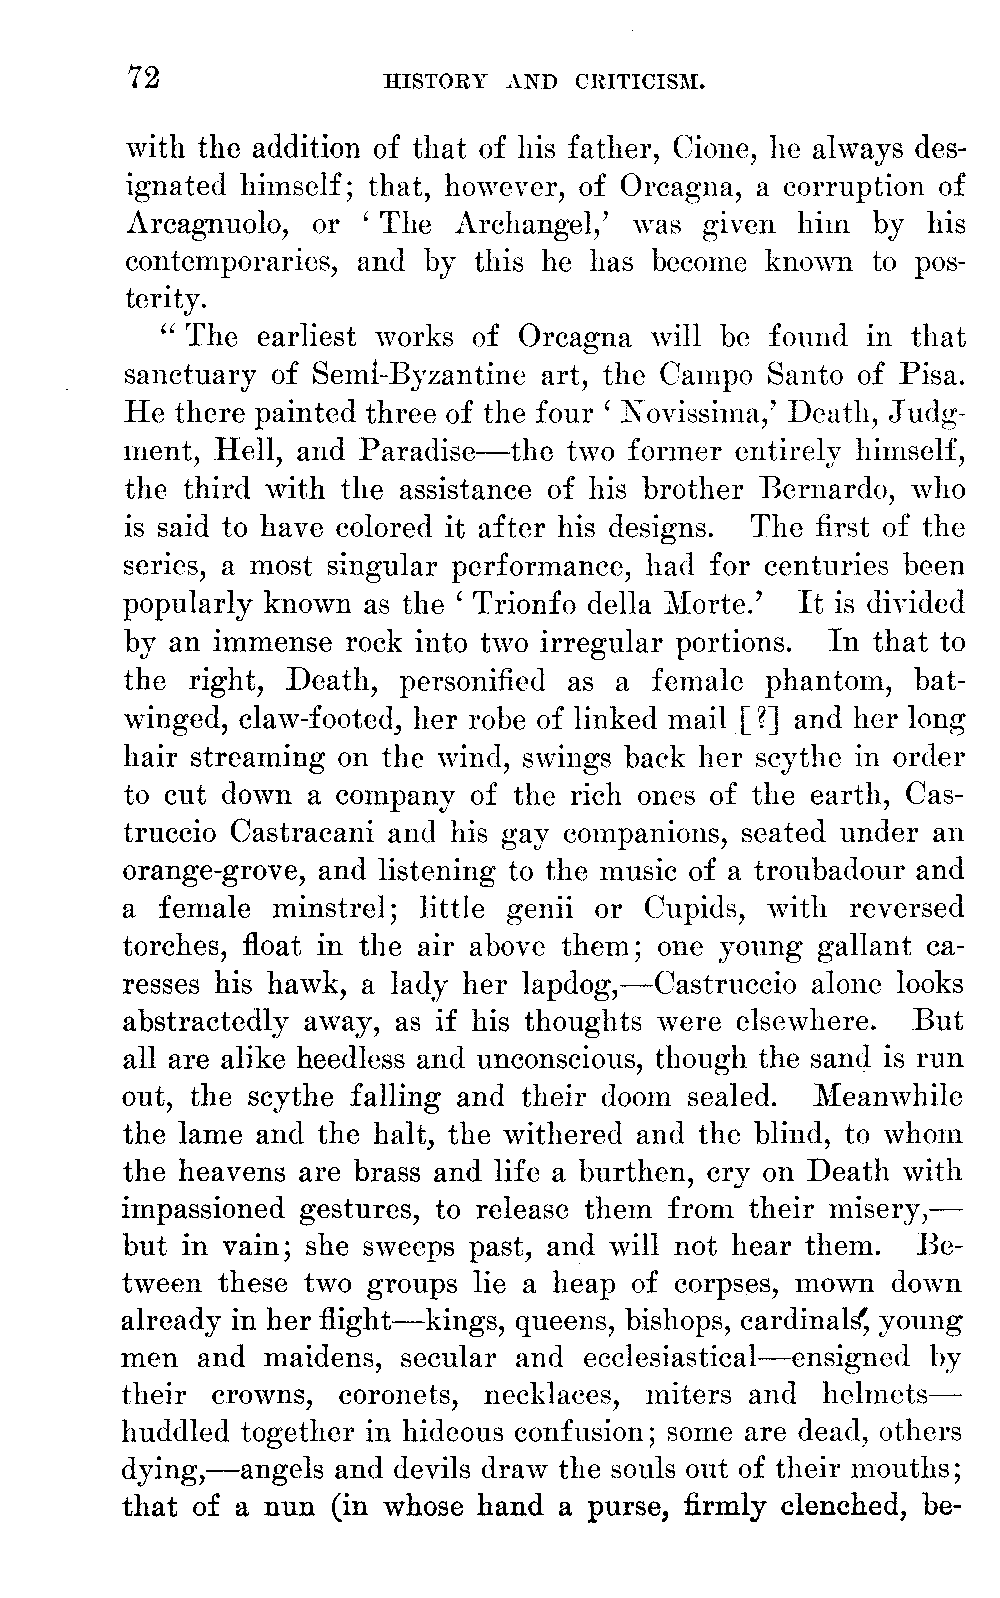 72 HISTORY AND CRITICISM.
with the addition of that of his father, Cione, he always des-
ignated himself; that, however, of Orcagna, a corruption of
Arcagnuolo, or ‘ The Archangel,’ was given him by his
contemporaries, and by this he has become known to pos-
terity.
“ The earliest works of Orcagna will be found in that
sanctuary of Semi-Byzantine art, the Campo Santo of Pisa.
He there painted three of the four ‘ Novissima,’ Death, Judg-
ment, Hell, and Paradise—the two former entirely himself,
the third with the assistance of his brother Bernardo, who
is said to have colored it after his designs. The first of the
series, a most singular performance, had for centuries been
popularly known as the ‘ Trionfo della Morte.’ It is divided
by an immense rock into two irregular portions. In that to
the right, Death, personified as a female phantom, bat-
winged, claw-footed, her robe of linked mail [?] and her long
hair streaming on the wind, swings back her scythe in order
to cut down a company of the rich ones of the earth, Cas-
truccio Castracani and his gay companions, seated under an
orange-grove, and listening to the music of a troubadour and
a female minstrel; little genii or Cupids, with reversed
torches, float in the air above them; one young gallant ca-
resses his hawk, a lady her lapdog,—Castruccio alone looks
abstractedly away, as if his thoughts were elsewhere. But
all are alike heedless and unconscious, though the sand is run
out, the scythe falling and their doom sealed. Meanwhile
the lame and the halt, the withered and the blind, to whom
the heavens are brass and life a burthen, cry on Death with
impassioned gestures, to release them from their misery,—
but in vain; she sweeps past, and will not hear them. Be-
tween these two groups lie a heap of corpses, mown down
already in her flight—kings, queens, bishops, cardinals, young
men and maidens, secular and ecclesiastical—ensigned by
their crowns, coronets, necklaces, miters and helmets—
huddled together in hideous confusion; some are dead, others
dying,—angels and devils draw the souls out of their mouths;
that of a nun (in whose hand a purse, firmly clenched, be-